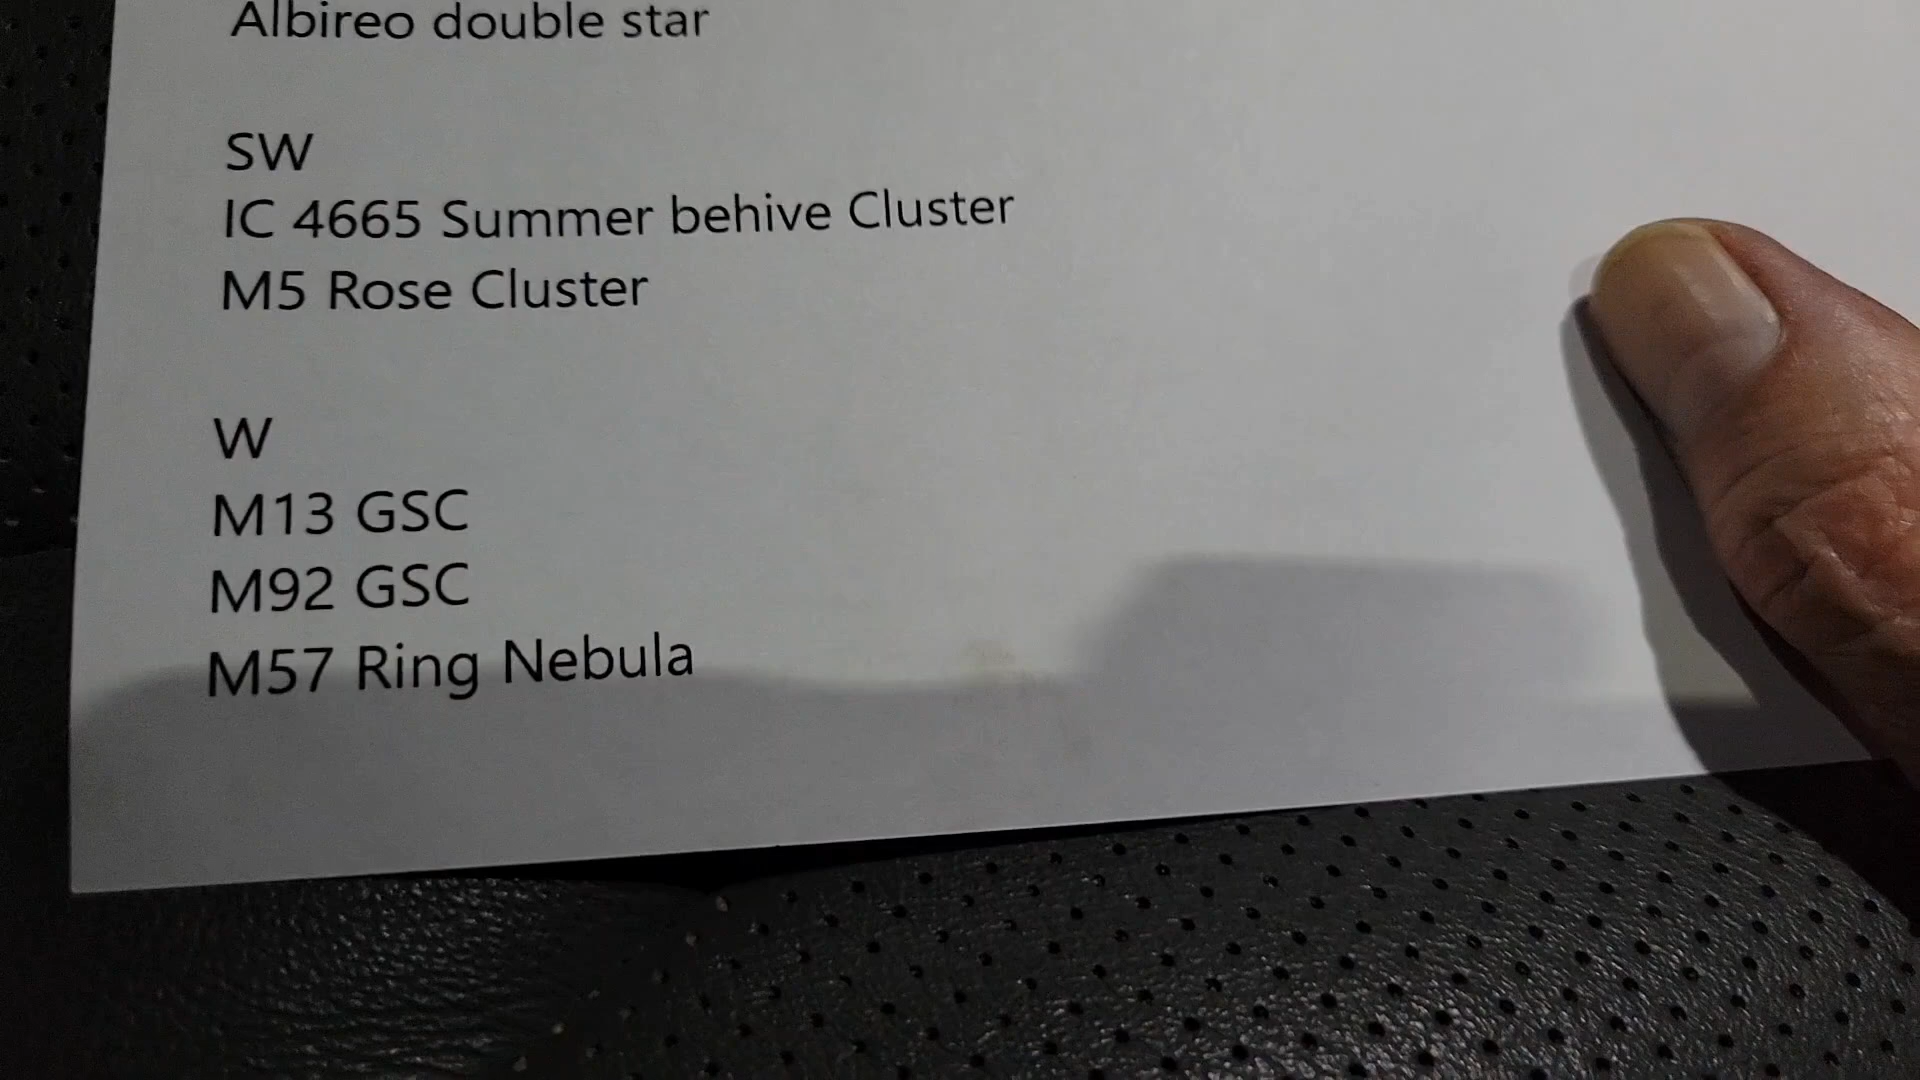 Albireo double star
SW
IC 4665 Summer behive Cluster
M5 Rose Cluster
W
M13 GSC
M92 GSC
M57 Ring Nebula